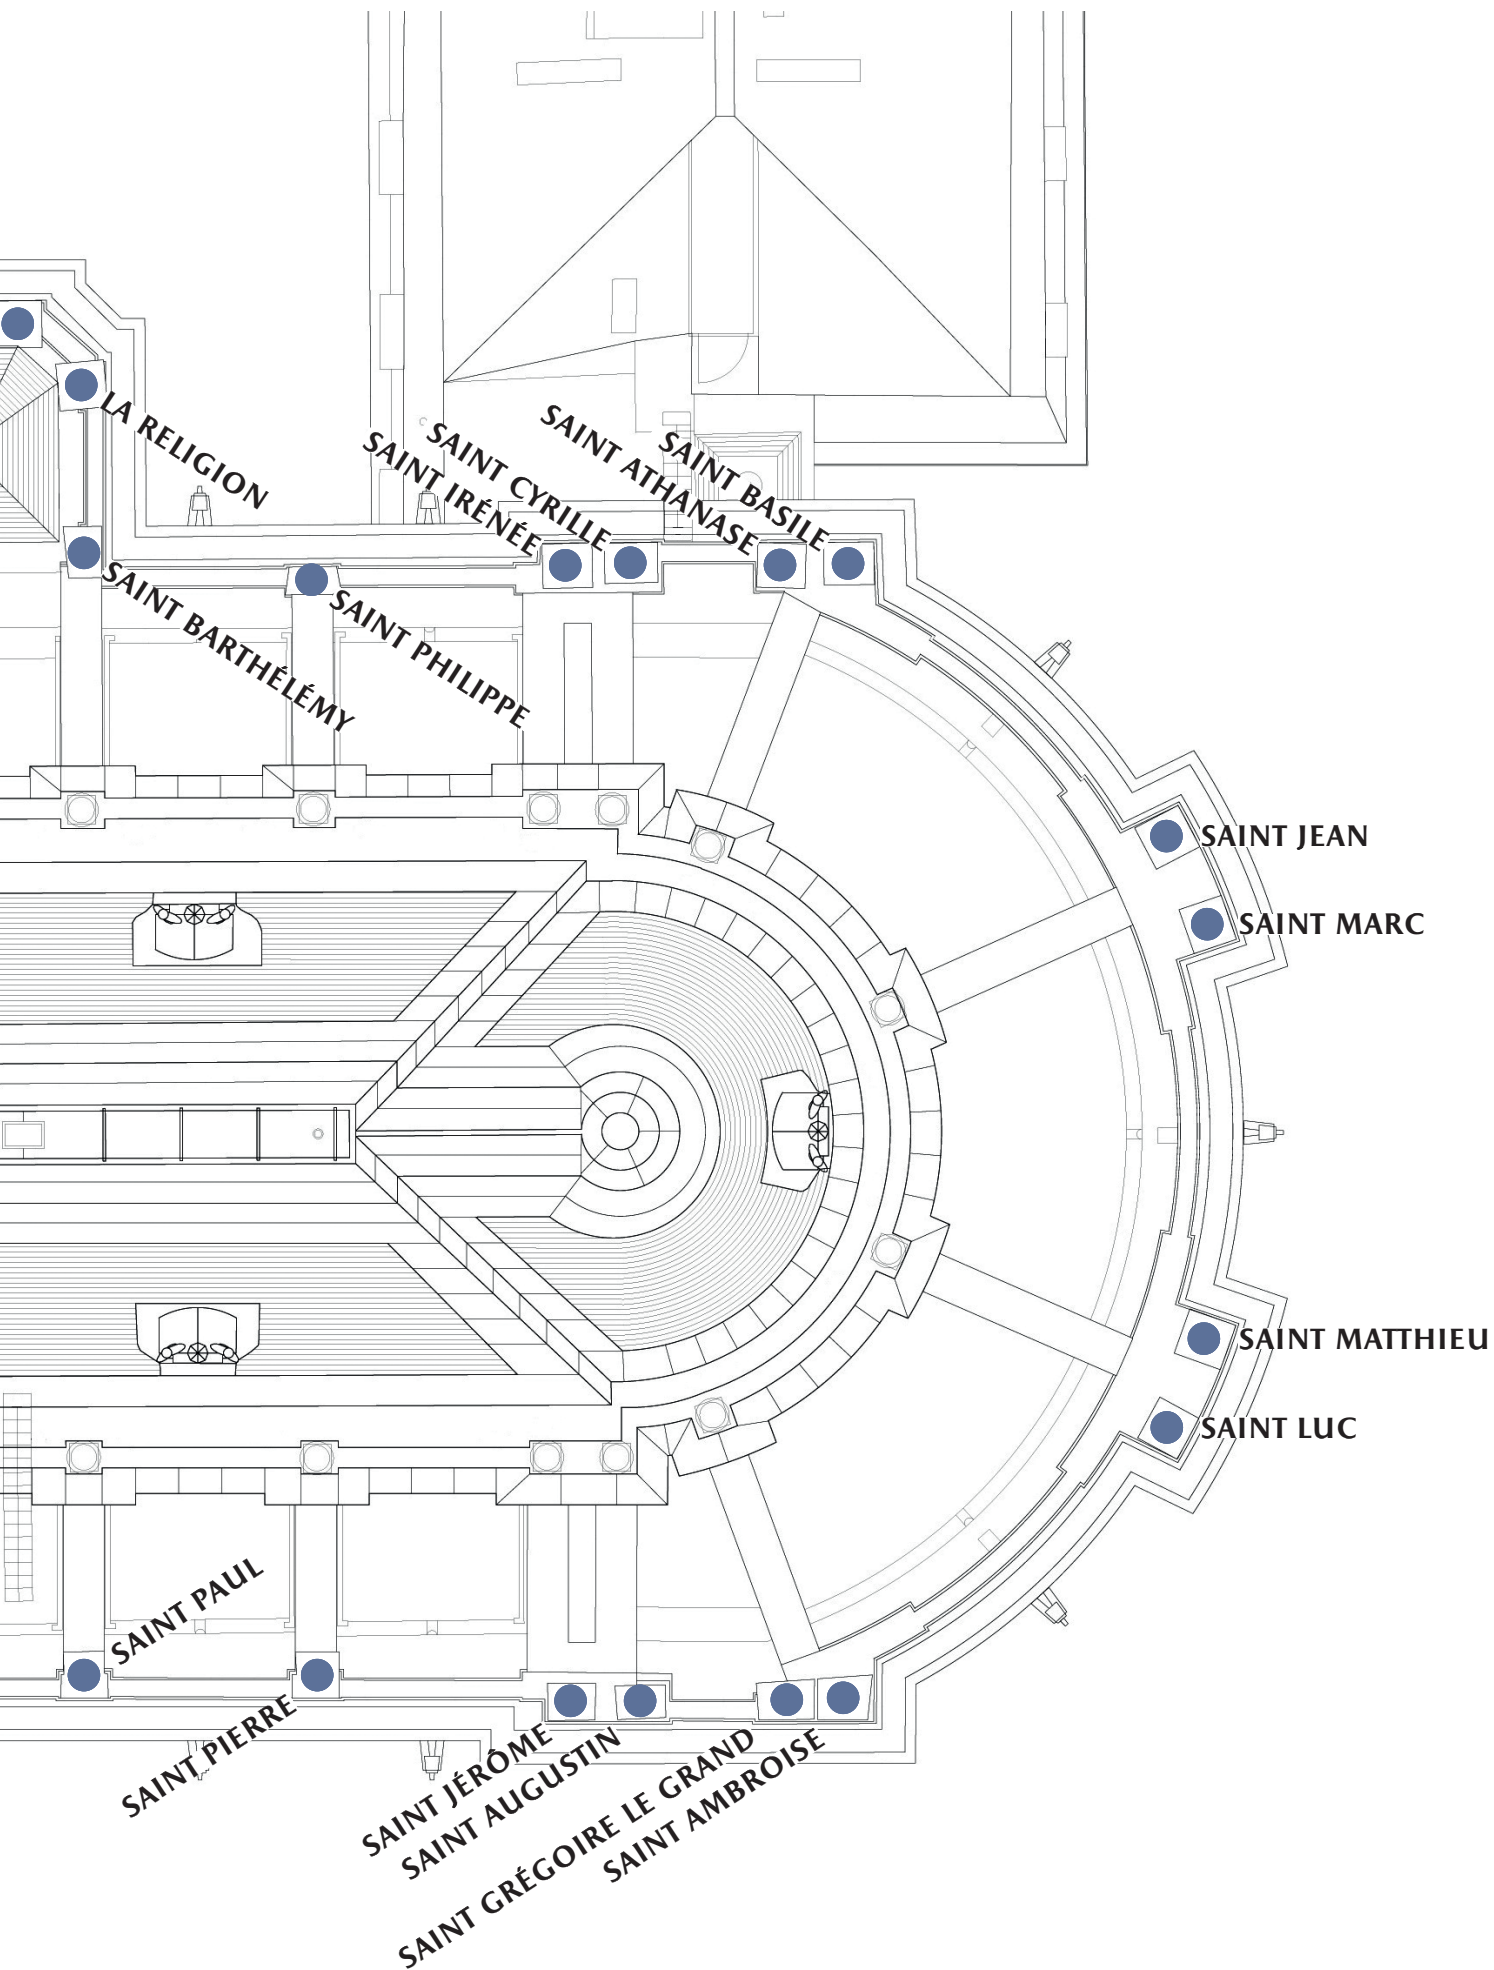 LA RELIGION
SAINT IRÉNÉE
SAINT CYRILLE
SAINT ATHANASE
SAINT BASILE
SAINT BARTHÉLÉMY
SAINT PHILIPPE
SAINT JEAN
SAINT MARC
SAINT MATTHIEU
SAINT LUC
SAINT PAUL
SAINT PIERRE
SAINT JÉRÔME
SAINT AUGUSTIN
SAINT GRÉGOIRE LE GRAND
SAINT AMBROISE